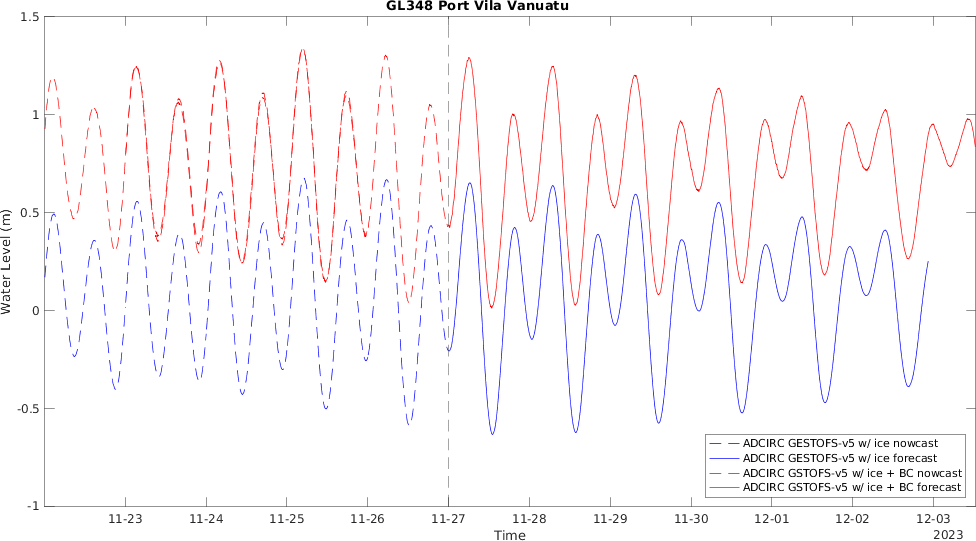 GL348 Port Vila Vanuatu
1.5
1
0.5
0
-0.5
-1
Water Level (m)
ADCIRC GESTOFS-v5 w/ ice nowcast
ADCIRC GESTOFS-v5 w/ ice forecast
ADCIRC GSTOFS-v5 w/ ice + BC nowcast
ADCIRC GSTOFS-v5 w/ ice + BC forecast
11-23 11-24 11-25 11-26 11-27 11-28 11-29 11-30 12-01 12-02 12-03
Time 2023